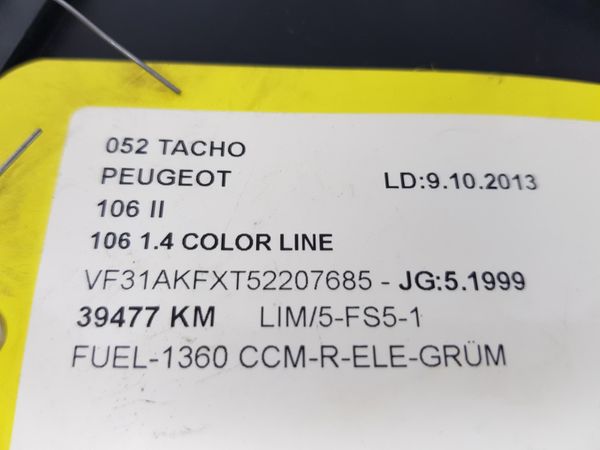 052 TACHO
PEUGEOT LD:9.10.2013
106 II
106 1.4 COLOR LINE
VF31AKFXT52207685 - JG:5.1999
39477 KM LIM/5-FS5-1
FUEL-1360 CCM-R-ELE-GRÜM